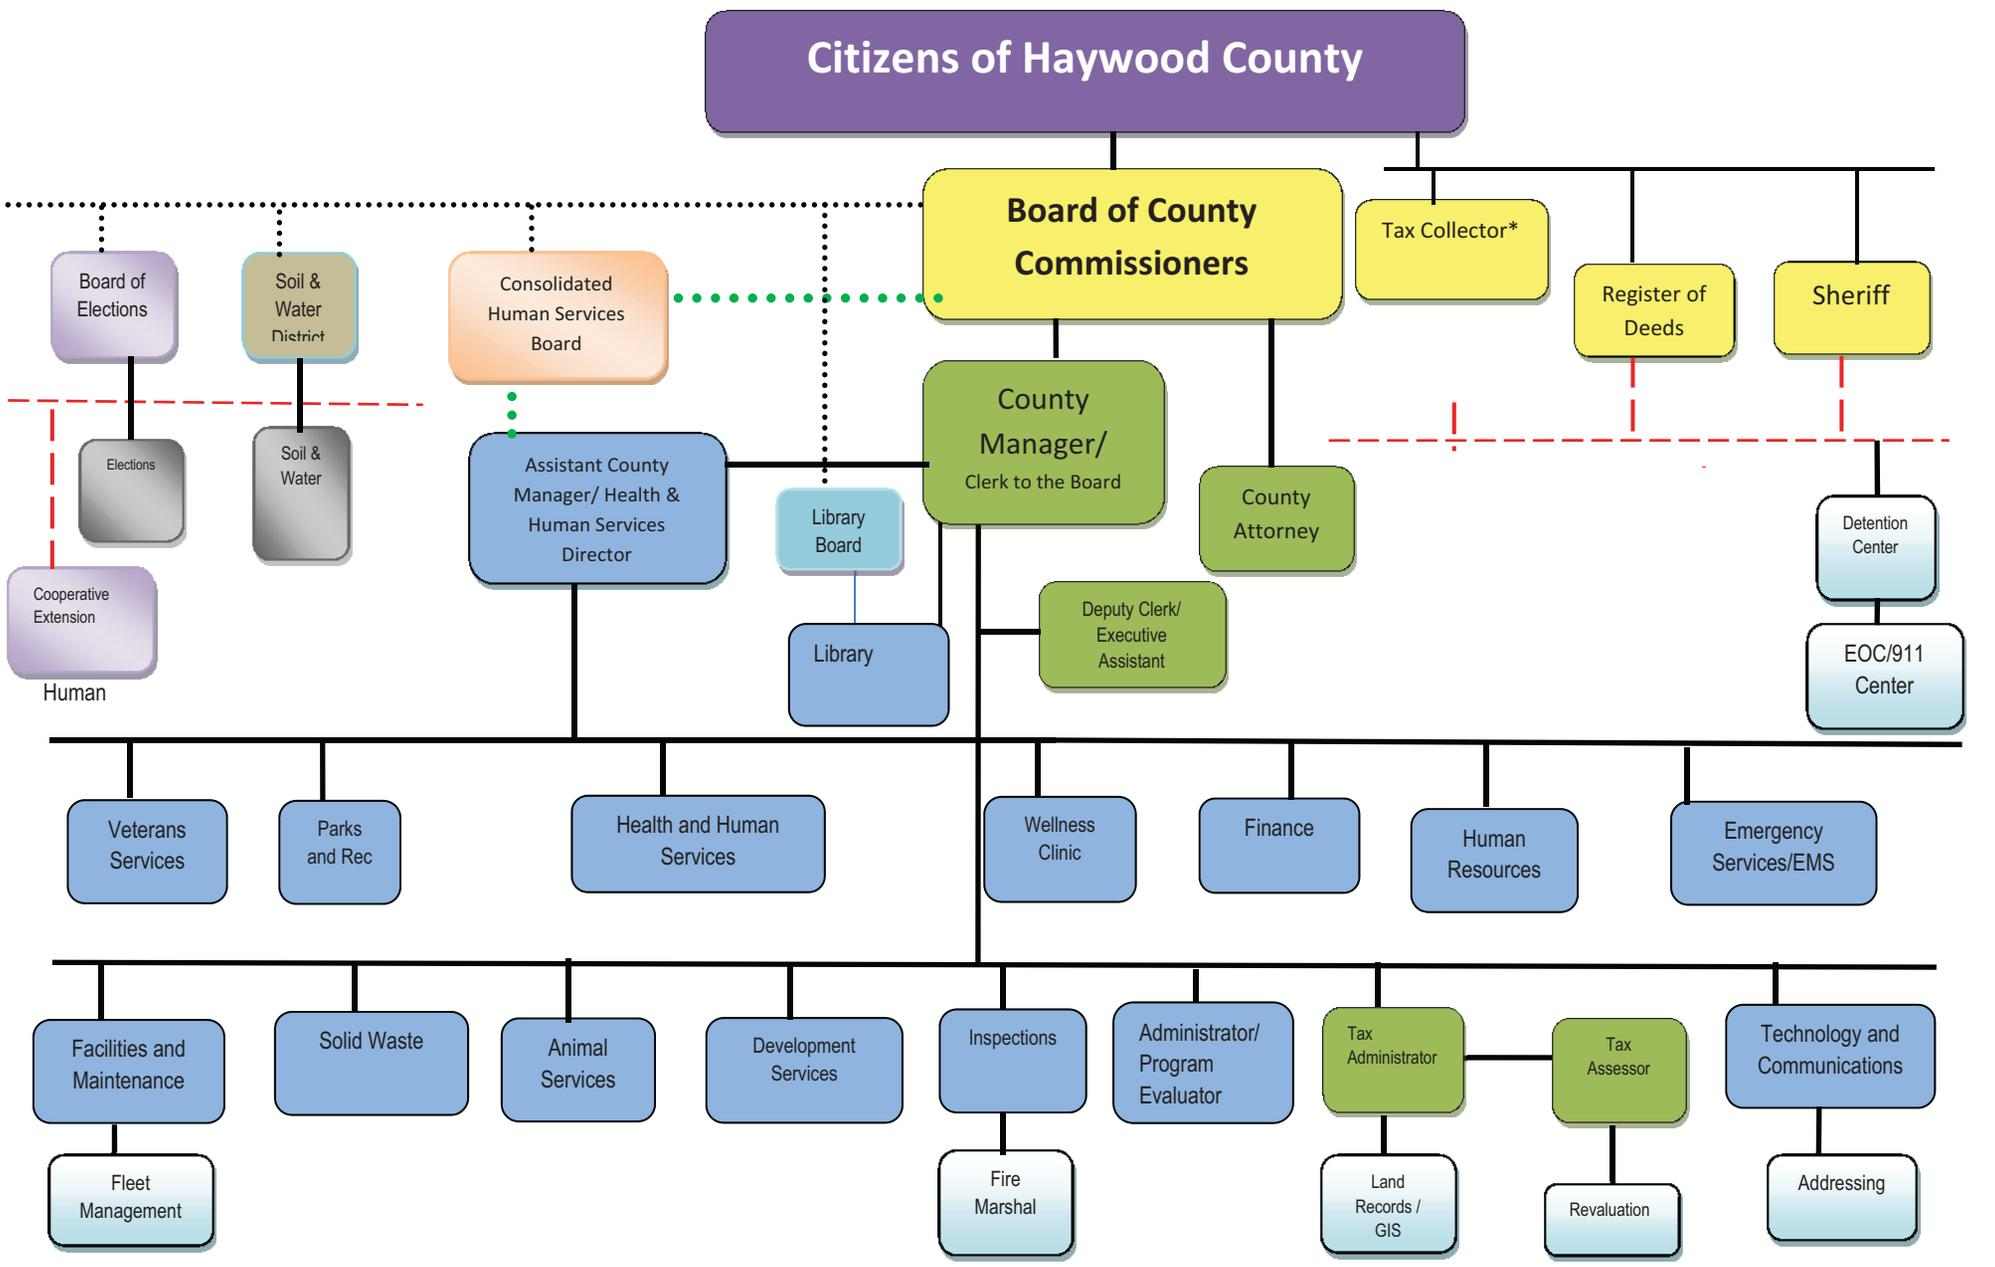 Citizens of Haywood County
Board of County
Commissioners
Tax Collector*
Register of
Deeds
Sheriff
Board of
Elections
Soil &
Water
District
Consolidated
Human Services
Board
County
Manager/
Clerk to the Board
Elections
Soil &
Water
Assistant County
Manager/ Health &
Human Services
Director
Library
Board
County
Attorney
Detention
Center
Cooperative
Extension
Human
Library
Deputy Clerk/
Executive
Assistant
EOC/911
Center
Veterans
Services
Parks
and Rec
Health and Human
Services
Wellness
Clinic
Finance
Human
Resources
Emergency
Services/EMS
Facilities and
Maintenance
Solid Waste
Animal
Services
Development
Services
Inspections
Administrator/
Program
Evaluator
Tax
Administrator
Tax
Assessor
Technology and
Communications
Fleet
Management
Fire
Marshal
Land
Records /
GIS
Revaluation
Addressing